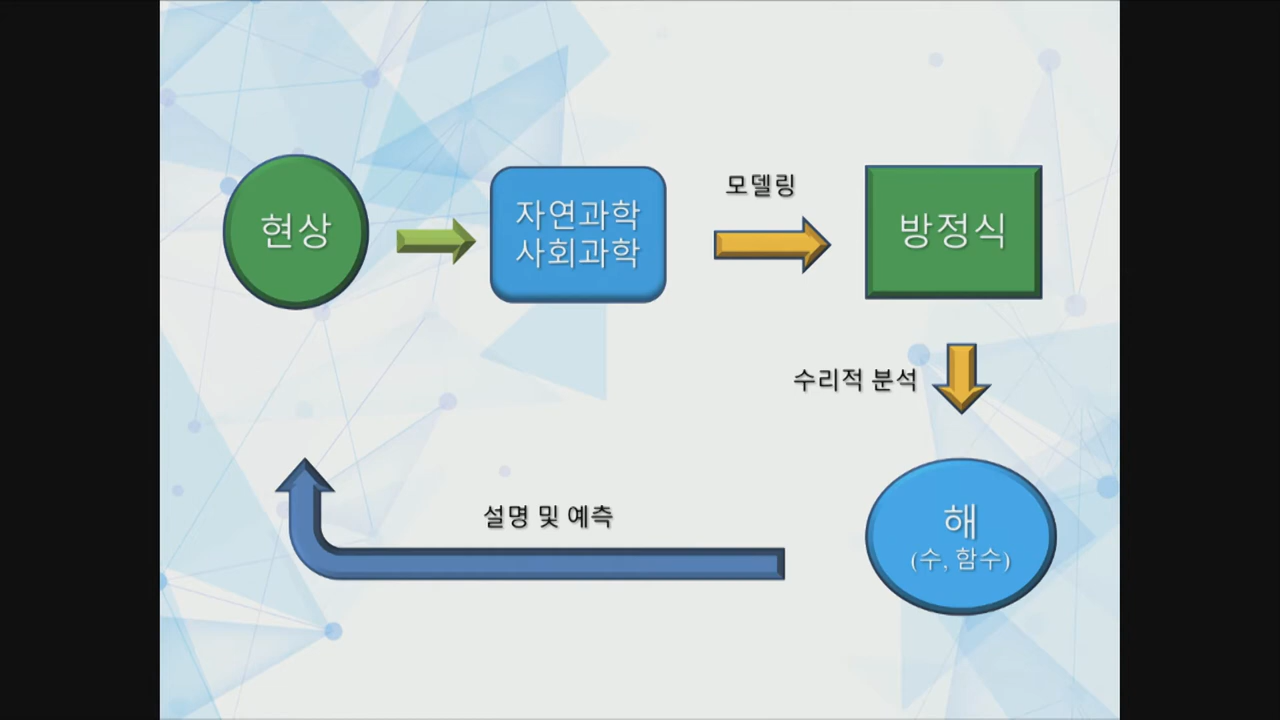 현상
자연과학
사회과학
모델링
방정식
수리적 분석
해
(수, 함수)
설명 및 예측